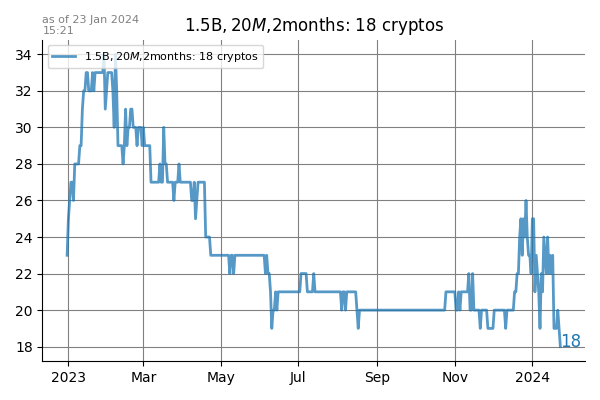 as of 23 Jan 2024
15:21
1.5B, 20M,2months: 18 cryptos
1.5B, 20M,2months: 18 cryptos
34
32
30
28
26
24
22
20
18
18
2023 Mar May Jul Sep Nov 2024